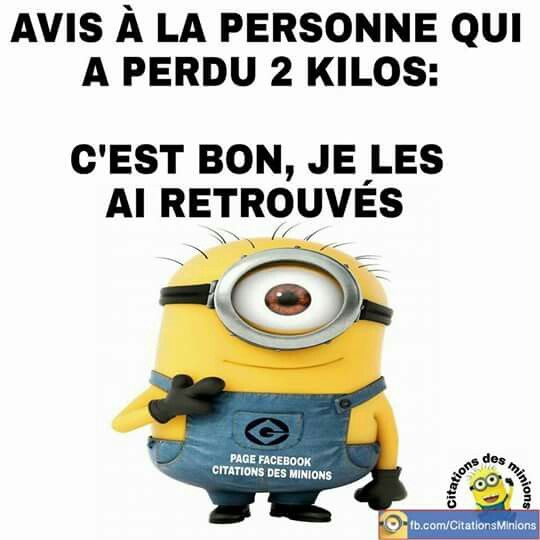 AVIS À LA PERSONNE QUI
A PERDU 2 KILOS:
C'EST BON, JE LES
AI RETROUVÉS
PAGE FACEBOOK
CITATIONS DES MINIONS
Citations des minions
fb.com/CitationsMinions